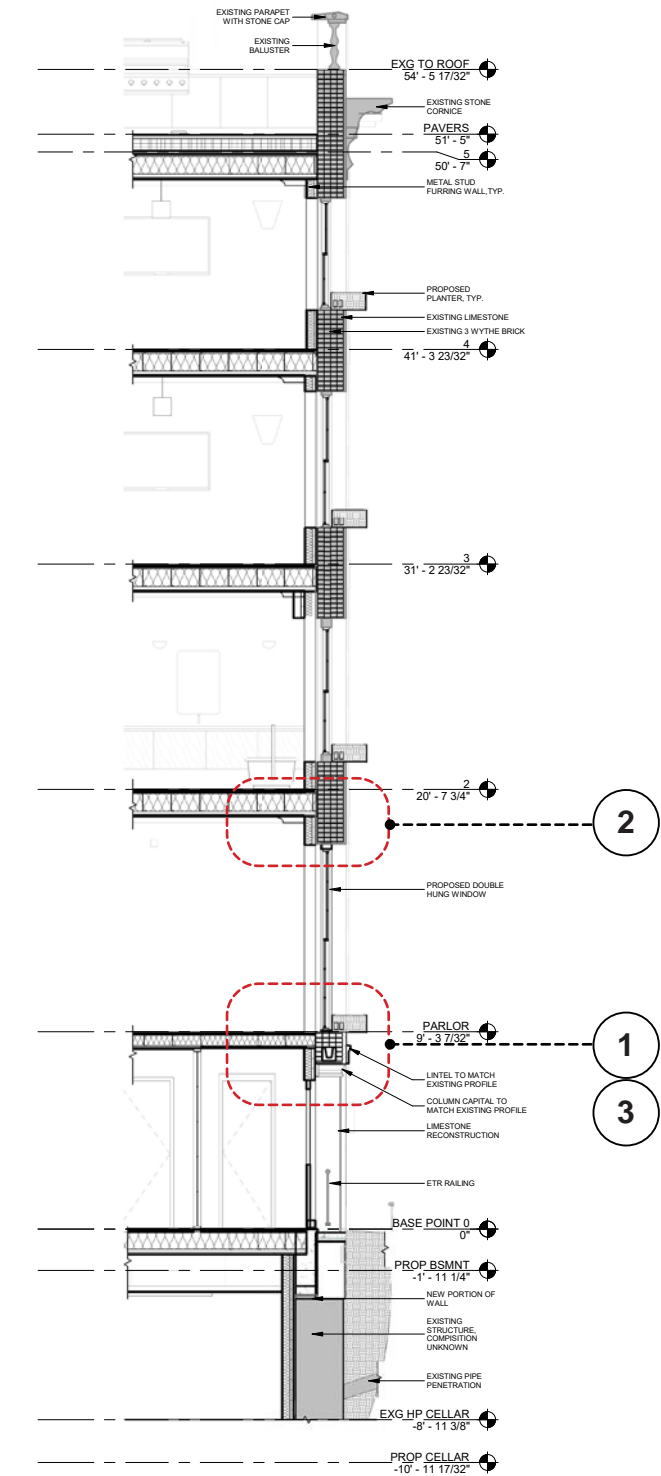 EXISTING PARAPET
WITH STONE CAP
EXISTING
BALUSTER
EXG TO ROOF
54' - 5 17/32"
EXISTING STONE
CORNICE
PAVERS
51' - 5"
5
50' - 7"
METAL STUD
FURRING WALL,TYP.
PROPOSED
PLANTER, TYP.
EXISTING LIMESTONE
EXISTING 3 WYTHE BRICK
4
41' - 3 23/32"
3
31' - 2 23/32"
2
20' - 7 3/4"
2
PROPOSED DOUBLE
HUNG WINDOW
PARLOR
9' - 3 7/32"
1
LINTEL TO MATCH
EXISTING PROFILE
COLUMN CAPITAL TO
MATCH EXISTING PROFILE
3
LIMESTONE
RECONSTRUCTION
ETR RAILING
BASE POINT 0
0"
PROP BSMNT
-1' - 11 1/4"
NEW PORTION OF
WALL
EXISTING
STRUCTURE,
COMPISITION
UNKNOWN
EXISTING PIPE
PENETRATION
EXG HP CELLAR
-8' - 11 3/8"
PROP CELLAR
-10' - 11 17/32"